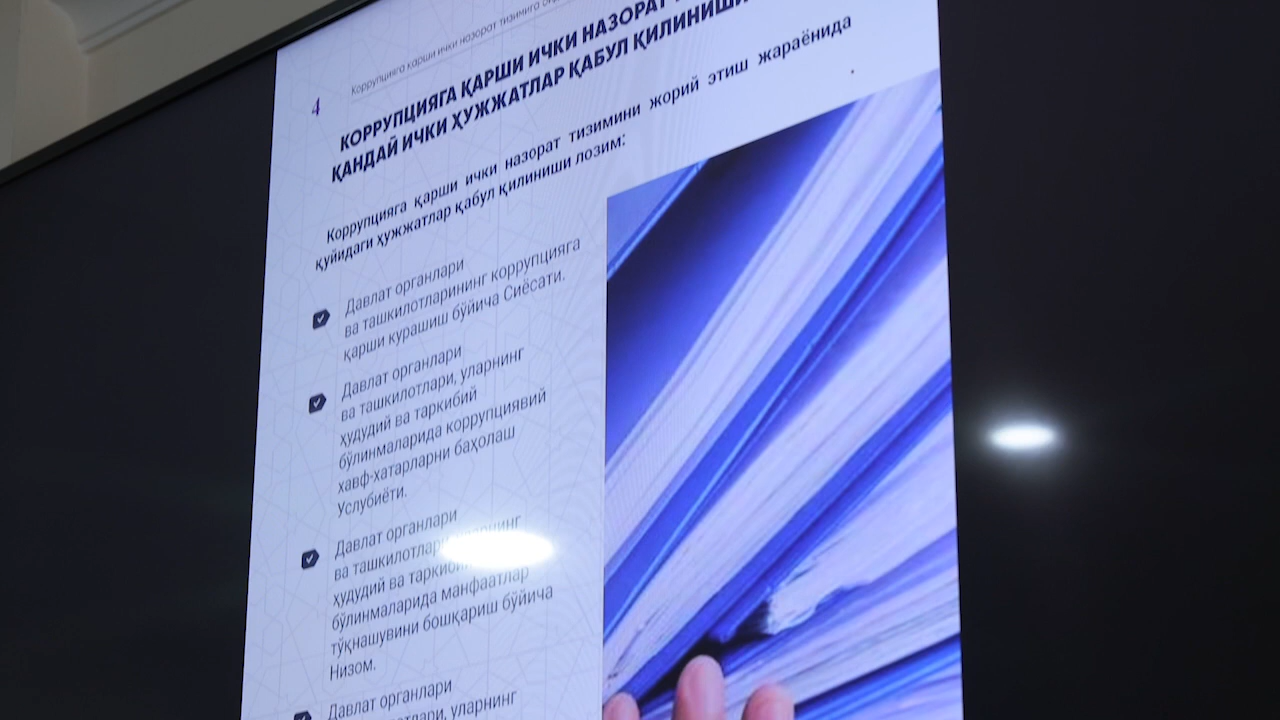 Коррупцияга қарши ички назорат тизимига
4
КОРРУПЦИЯГА ҚАРШИ ИЧКИ НАЗОРАТ
ҚАНДАЙ ИЧКИ ҲУЖЖАТЛАР ҚАБУЛ ҚИЛИНИШИ
Коррупцияга қарши ички назорат тизимини жорий этиш жараёнида
қуйидаги ҳужжатлар қабул қилиниши лозим:
Давлат органлари
ва ташкилотларининг коррупцияга
қарши курашиш бўйича Сиёсати.
Давлат органлари
ва ташкилотлари, уларнинг
ҳудудий ва таркибий
бўлинмаларида коррупциявий
хавф-хатарларни баҳолаш
Услубиёти.
Давлат органлари
ва ташкилотлари, уларнинг
ҳудудий ва таркибий
бўлинмаларида манфаатлар
тўқнашувини бошқариш бўйича
Низом.
Давлат органлари
уларнинг